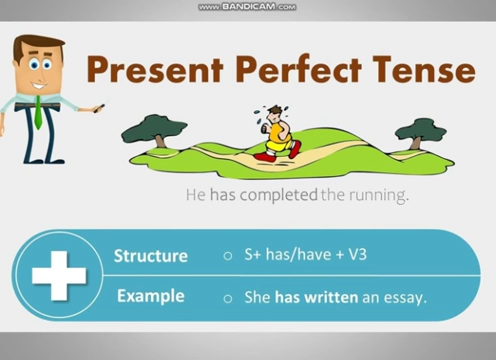 www.BANDICAM.com
Present Perfect Tense
He has completed the running.
Structure ○ S+ has/have + V3
Example ○ She has written an essay.